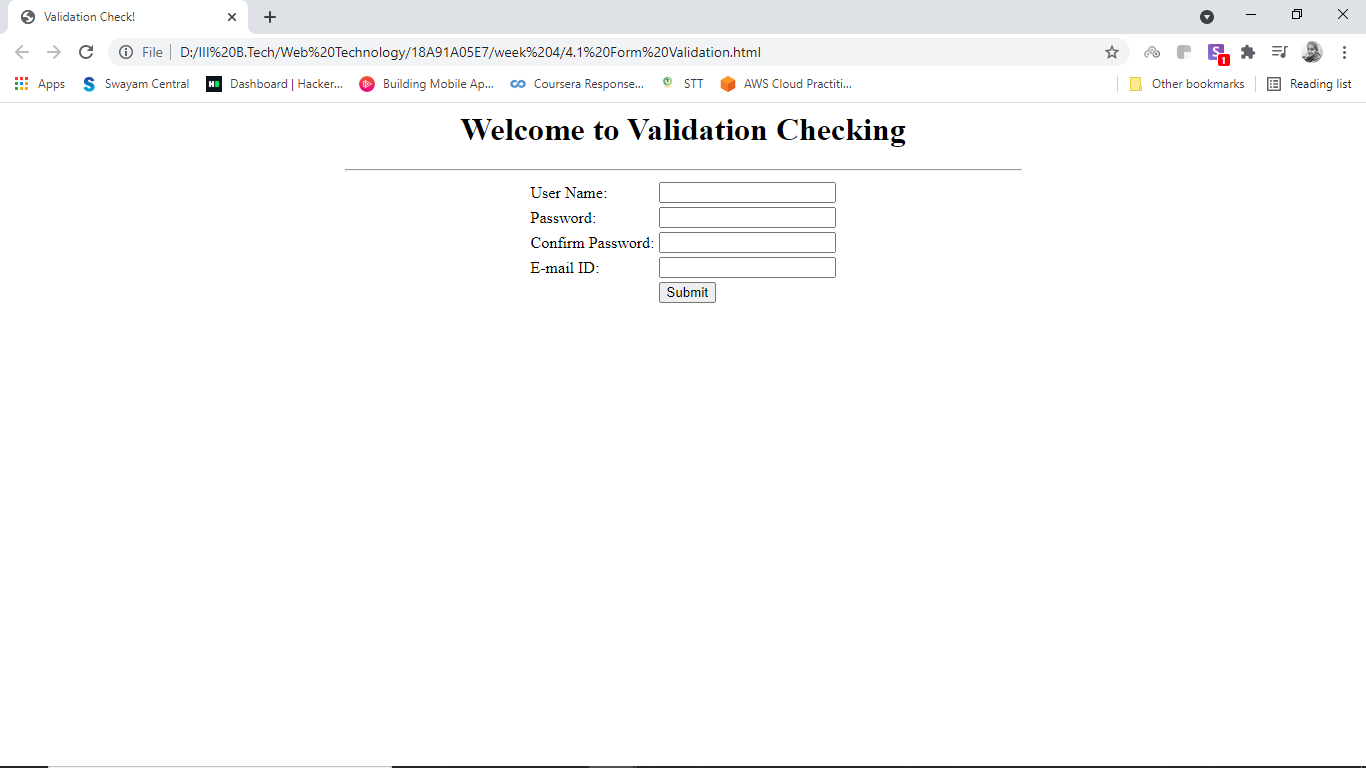 Validation Check!
File D:/III%20B.Tech/Web%20Technology/18A91A05E7/week%204/4.1%20Form%20Validation.html
S 1
Apps S Swayam Central H Dashboard | Hacker... Building Mobile Ap... Coursera Response... STT AWS Cloud Practiti... Other bookmarks Reading list
Welcome to Validation Checking
User Name:
Password:
Confirm Password:
E-mail ID:
Submit